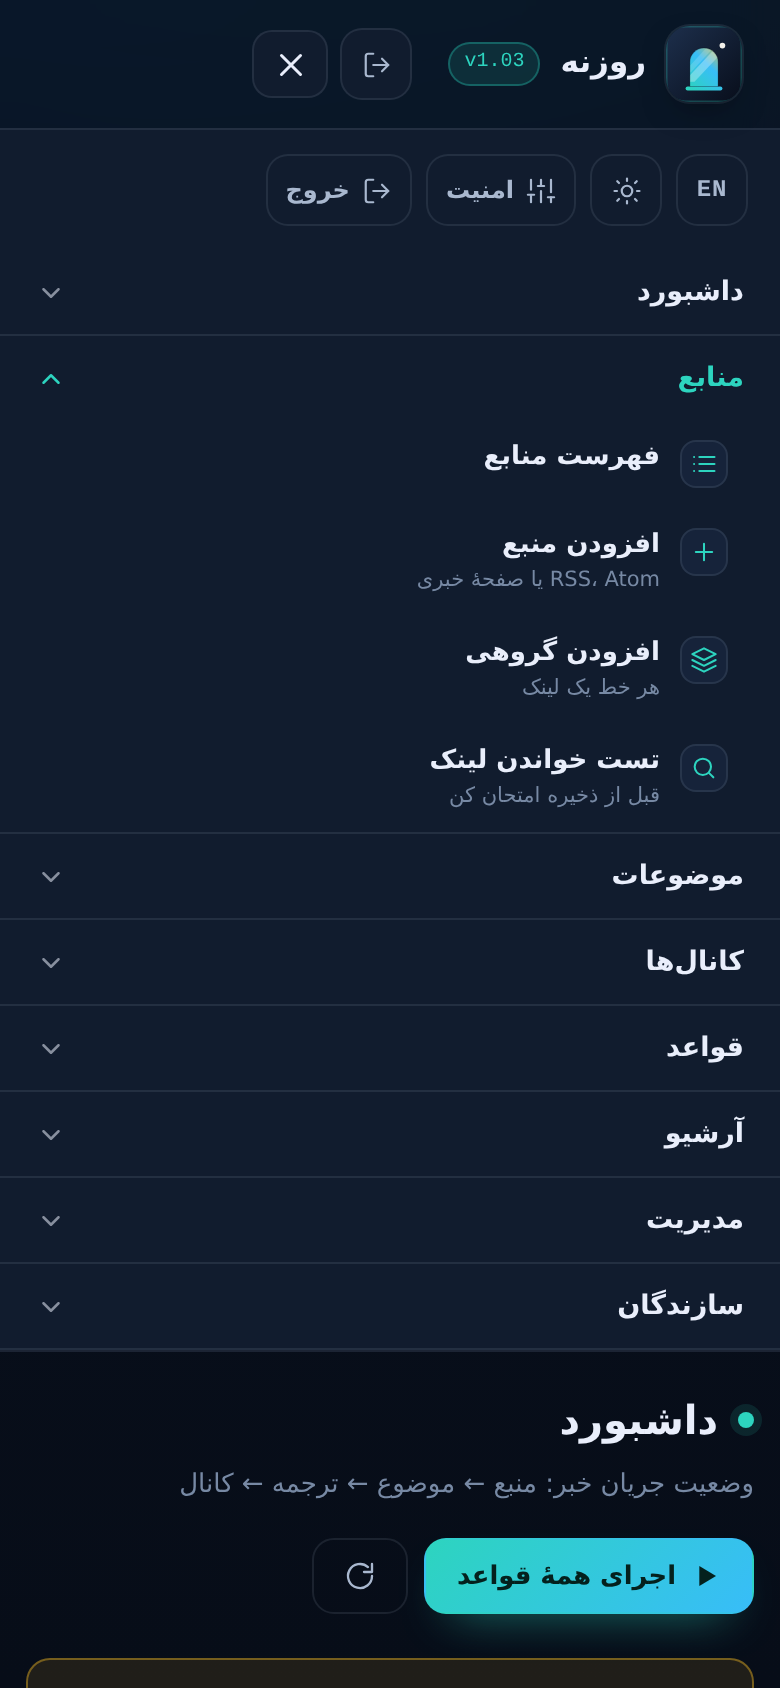 روزنه
v1.03
EN
امنیت
خروج
داشبورد
منابع
فهرست منابع
افزودن منبع
RSS، Atom یا صفحهٔ خبری
افزودن گروهی
هر خط یک لینک
تست خواندن لینک
قبل از ذخیره امتحان کن
موضوعات
کانال‌ها
قواعد
آرشیو
مدیریت
سازندگان
داشبورد
وضعیت جریان خبر: منبع ← موضوع ← ترجمه ← کانال
اجرای همهٔ قواعد